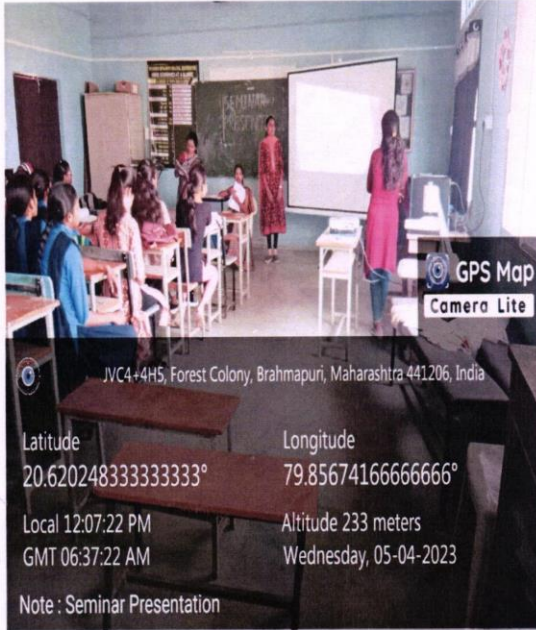 SEMINAR
GPS Map
Camera Lite
JVC4+4H5, Forest Colony, Brahmapuri, Maharashtra 441206, India
Latitude
20.620248333333333°
Longitude
79.85674166666666°
Local 12:07:22 PM
GMT 06:37:22 AM
Altitude 233 meters
Wednesday, 05-04-2023
Note : Seminar Presentation